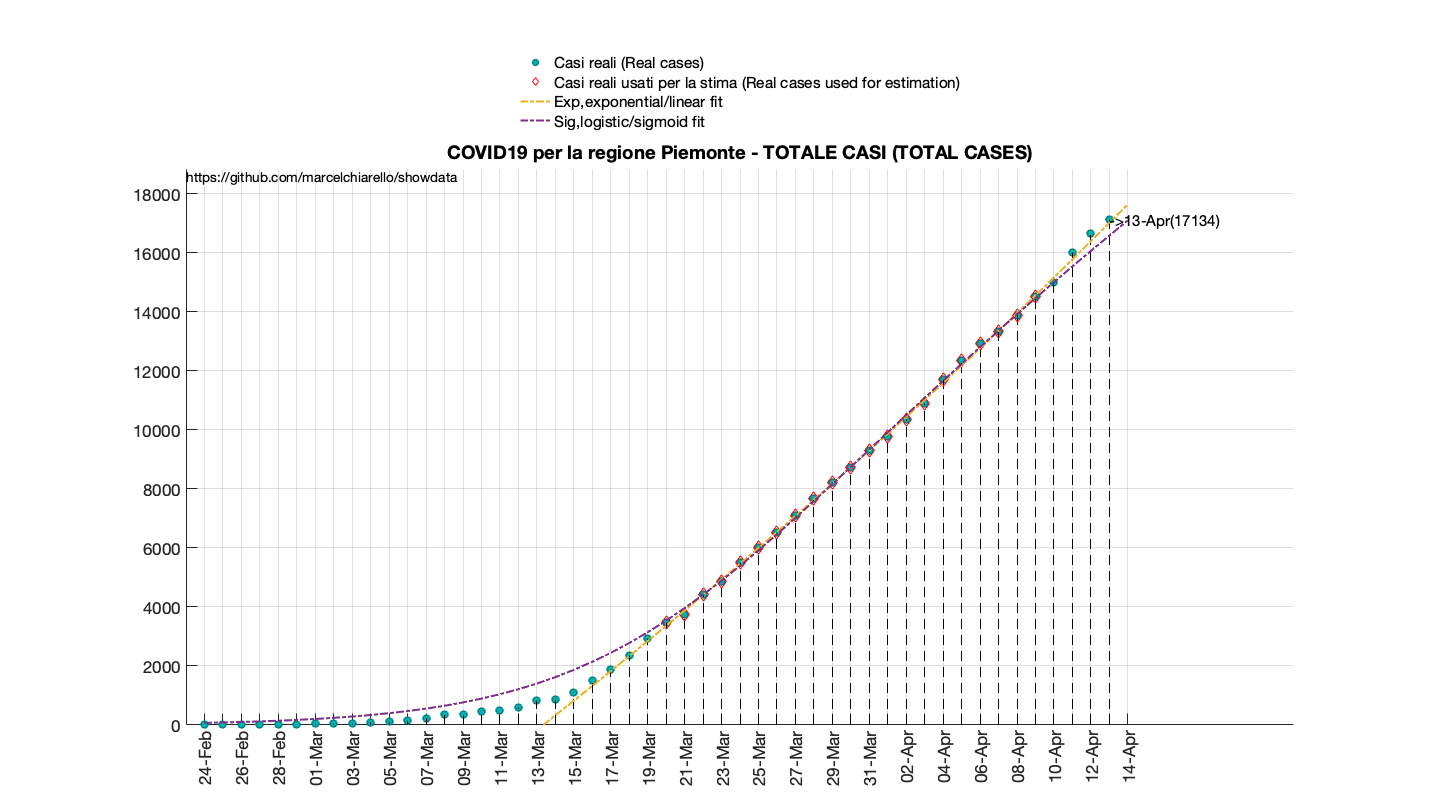 Casi reali (Real cases)
Casi reali usati per la stima (Real cases used for estimation)
Exp,exponential/linear fit
Sig,logistic/sigmoid fit
COVID19 per la regione Piemonte - TOTALE CASI (TOTAL CASES)
https://github.com/marcelchiarello/showdata
18000
16000
14000
12000
10000
8000
6000
4000
2000
0
->13-Apr(17134)
24-Feb
26-Feb
28-Feb
01-Mar
03-Mar
05-Mar
07-Mar
09-Mar
11-Mar
13-Mar
15-Mar
17-Mar
19-Mar
21-Mar
23-Mar
25-Mar
27-Mar
29-Mar
31-Mar
02-Apr
04-Apr
06-Apr
08-Apr
10-Apr
12-Apr
14-Apr